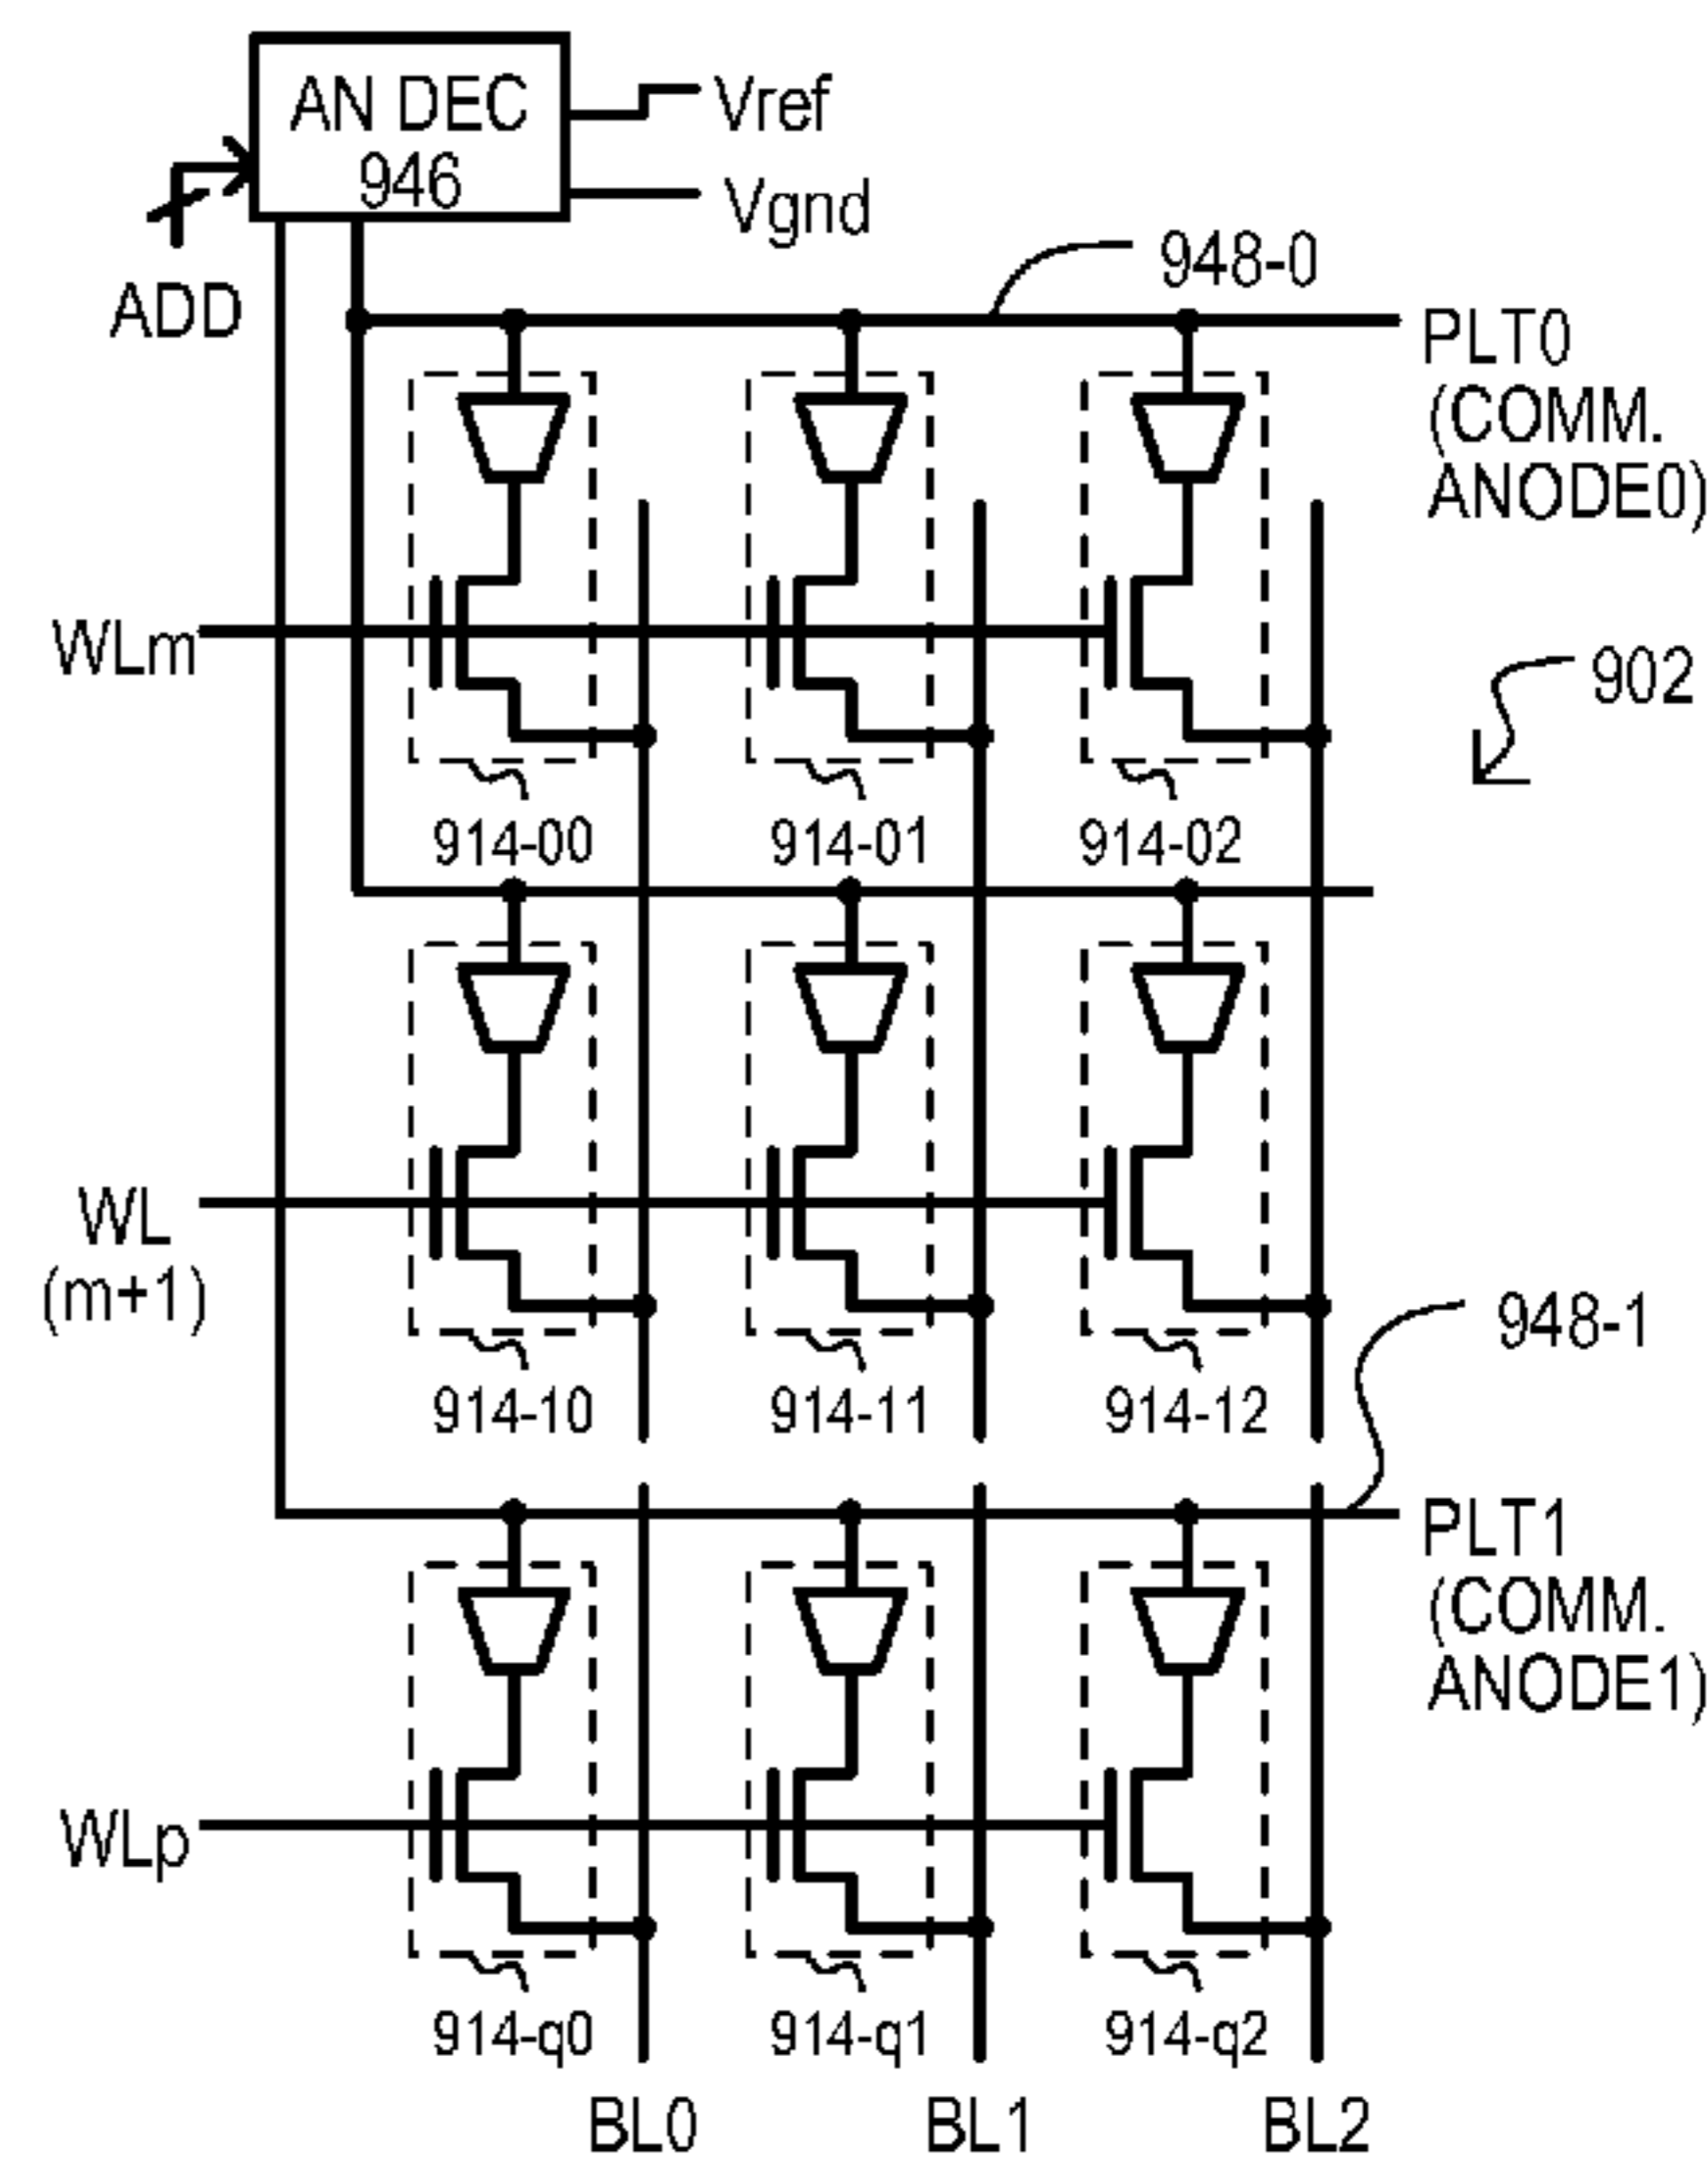 AN DEC
946
Vref
Vgnd
ADD
948-0
PLT0
(COMM.
ANODE0)
WLm
902
914-00
914-01
914-02
WL
(m+1)
948-1
914-10
914-11
914-12
PLT1
(COMM.
ANODE1)
WLp
914-q0
914-q1
914-q2
BL0
BL1
BL2